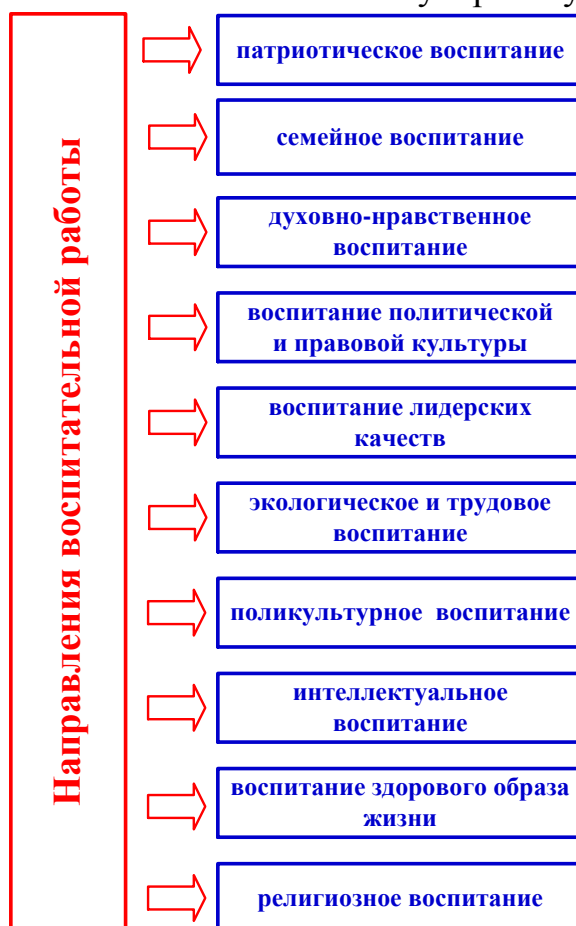 Направления воспитательной работы
патриотическое воспитание
семейное воспитание
духовно-нравственное
воспитание
воспитание политической
и правовой культуры
воспитание лидерских
качеств
экологическое и трудовое
воспитание
поликультурное воспитание
интеллектуальное
воспитание
воспитание здорового образа
жизни
религиозное воспитание